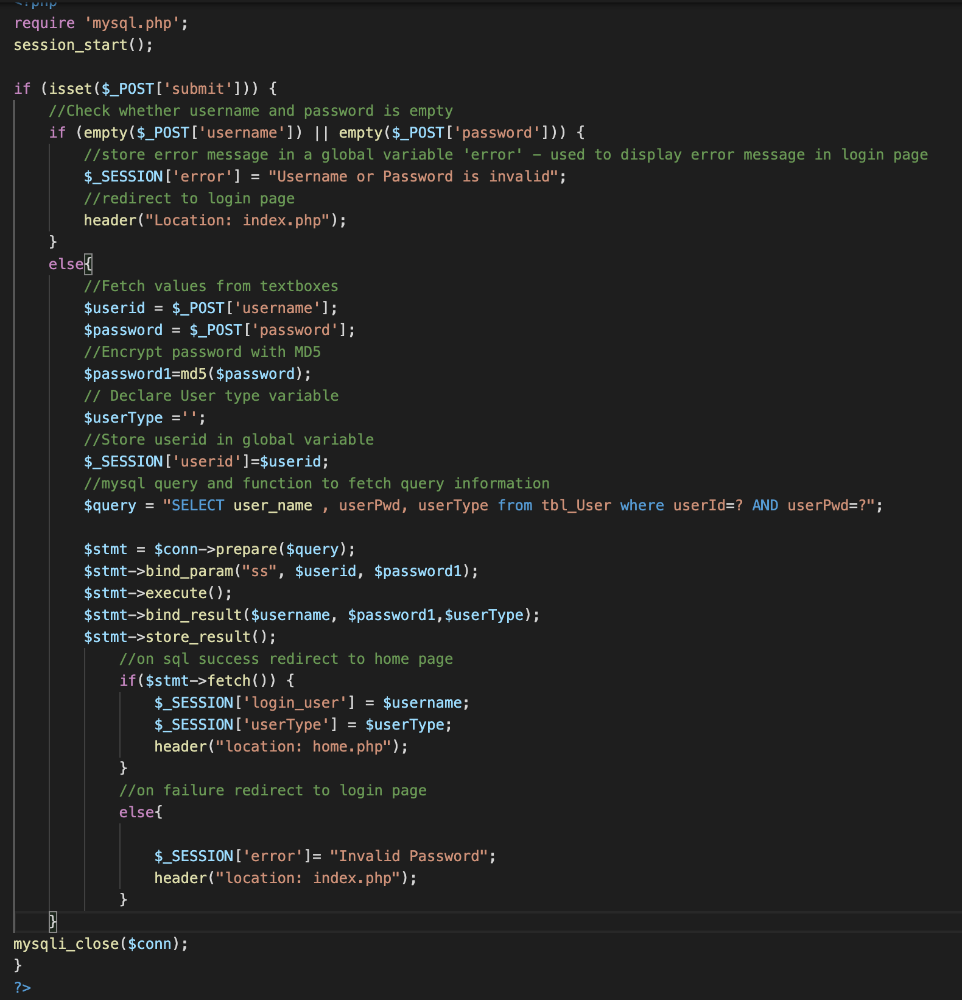 <?php
require 'mysql.php';
session_start();
if (isset($_POST['submit'])) {
//Check whether username and password is empty
if (empty($_POST['username']) || empty($_POST['password'])) {
//store error message in a global variable 'error' - used to display error message in login page
$_SESSION['error'] = "Username or Password is invalid";
//redirect to login page
header("Location: index.php");
}
else{
//Fetch values from textboxes
$userid = $_POST['username'];
$password = $_POST['password'];
//Encrypt password with MD5
$password1=md5($password);
// Declare User type variable
$userType ='';
//Store userid in global variable
$_SESSION['userid']=$userid;
//mysql query and function to fetch query information
$query = "SELECT user_name , userPwd, userType from tbl_User where userId=? AND userPwd=?";
$stmt = $conn->prepare($query);
$stmt->bind_param("ss", $userid, $password1);
$stmt->execute();
$stmt->bind_result($username, $password1,$userType);
$stmt->store_result();
//on sql success redirect to home page
if($stmt->fetch()) {
$_SESSION['login_user'] = $username;
$_SESSION['userType'] = $userType;
header("location: home.php");
}
//on failure redirect to login page
else{
$_SESSION['error']= "Invalid Password";
header("location: index.php");
}
}
mysqli_close($conn);
}
?>